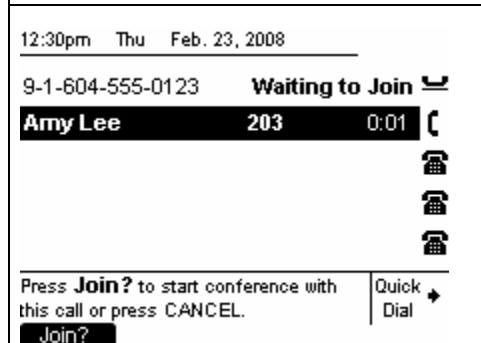 12:30pm Thu Feb. 23, 2008
9-1-604-555-0123 Waiting to Join
Amy Lee 203 0:01
Press Join? to start conference with
this call or press CANCEL.
Quick
Dial
Join?